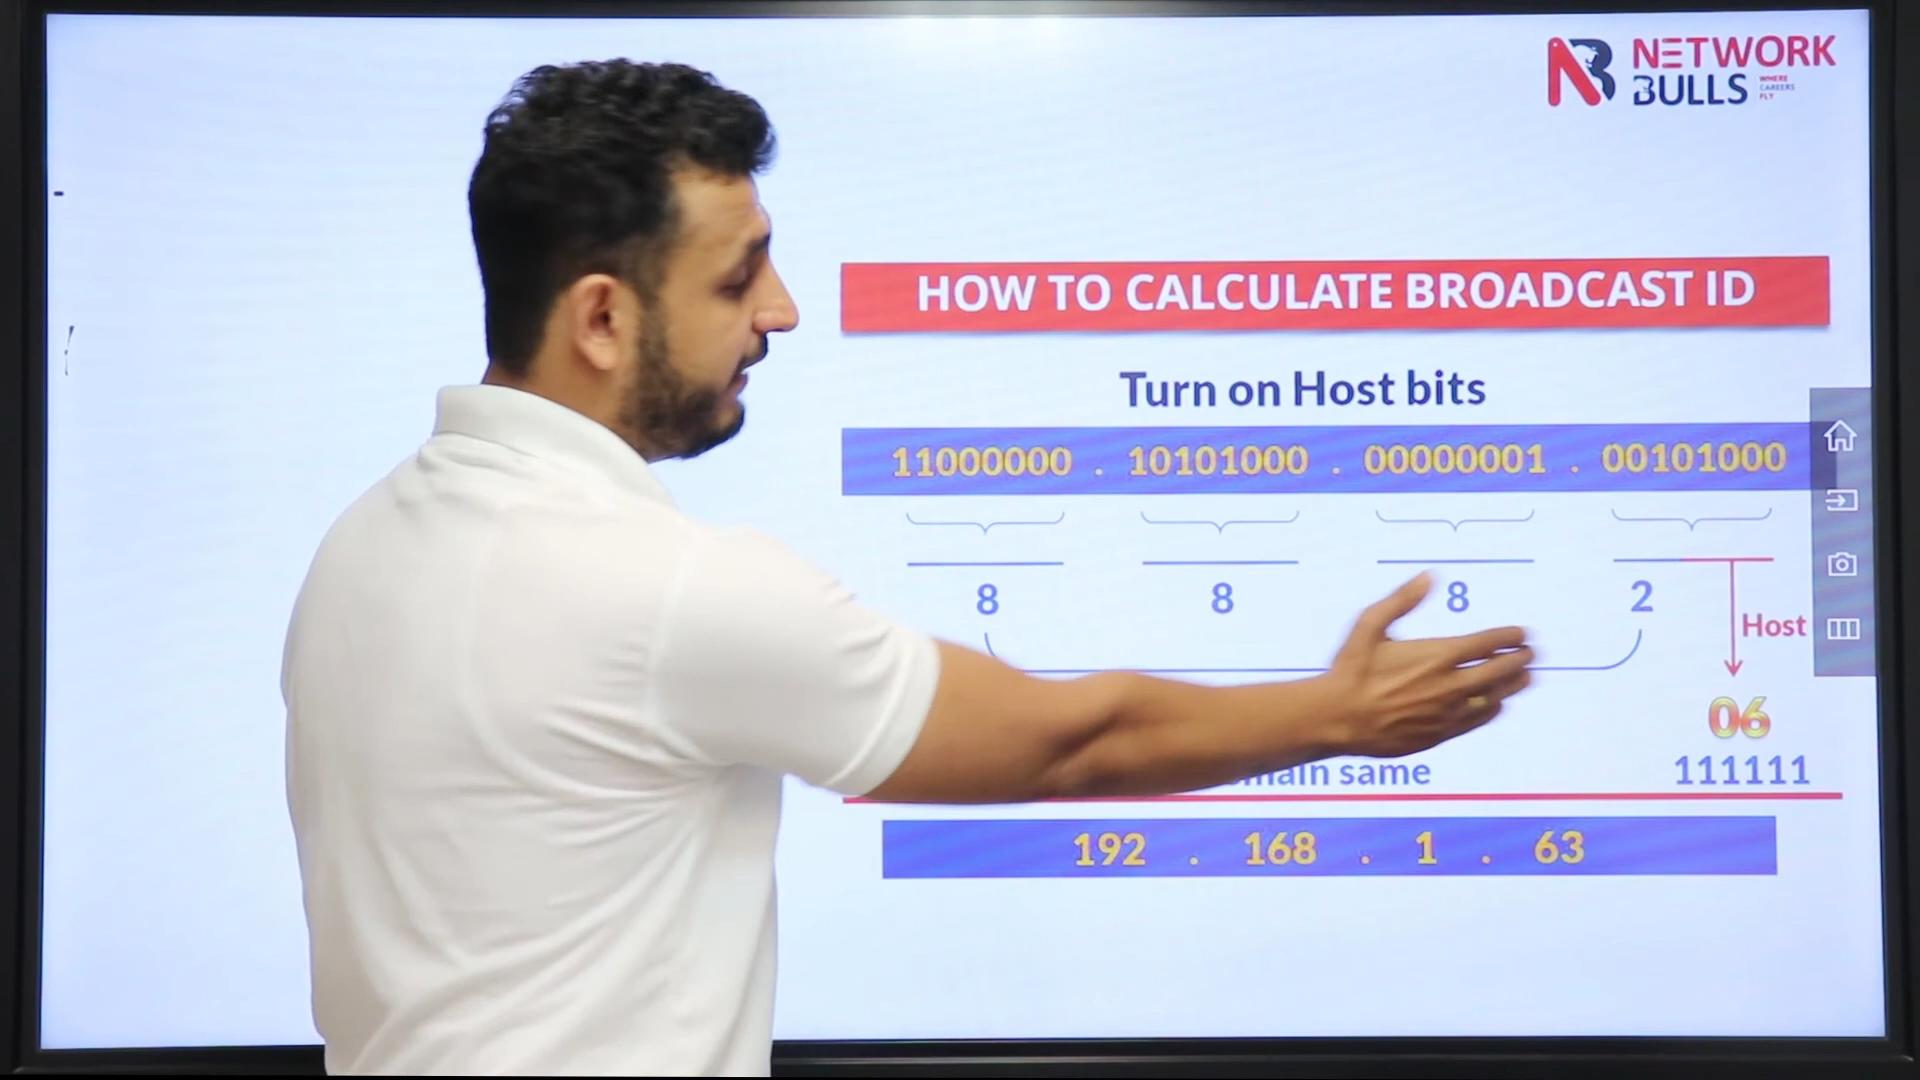 NETWORK
BULLS
WHERE
CAREERS
FLY
HOW TO CALCULATE BROADCAST ID
Turn on Host bits
11000000 . 10101000 . 00000001 . 00101000
8 8 8 2
Host
06
same 111111
192 . 168 . 1 . 63